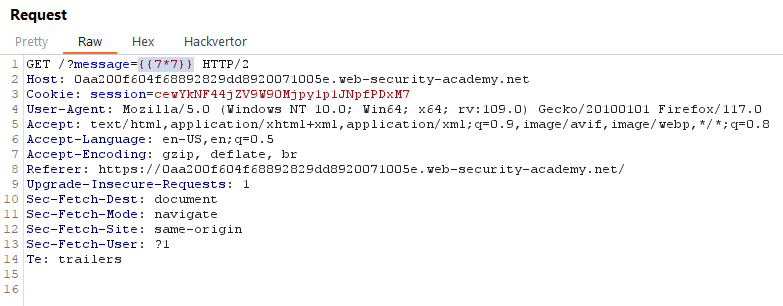 Request
Pretty Raw Hex Hackvertor
1 GET /?message={{7*7}} HTTP/2
2 Host: 0aa200f604f68892829dd8920071005e.web-security-academy.net
3 Cookie: session=cewYkNF44jZV9W9OMjpy1p1JNpfPDxM7
4 User-Agent: Mozilla/5.0 (Windows NT 10.0; Win64; x64; rv:109.0) Gecko/20100101 Firefox/117.0
5 Accept: text/html,application/xhtml+xml,application/xml;q=0.9,image/avif,image/webp,*/*;q=0.8
6 Accept-Language: en-US,en;q=0.5
7 Accept-Encoding: gzip, deflate, br
8 Referer: https://0aa200f604f68892829dd8920071005e.web-security-academy.net/
9 Upgrade-Insecure-Requests: 1
10 Sec-Fetch-Dest: document
11 Sec-Fetch-Mode: navigate
12 Sec-Fetch-Site: same-origin
13 Sec-Fetch-User: ?1
14 Te: trailers
15
16